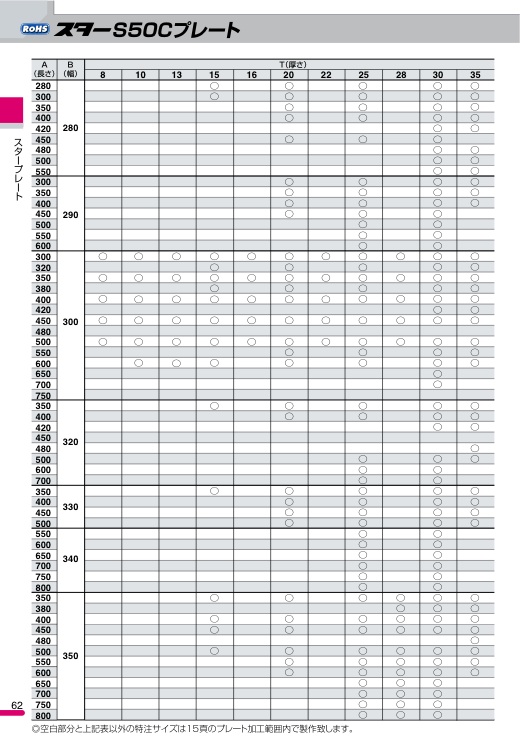 RoHS スターS50Cプレート
A（長さ） B（幅） T（厚さ）
8 10 13 15 16 20 22 25 28 30 35
280 280 ○ ○ ○ ○ ○
300 ○ ○ ○ ○ ○
350 ○ ○ ○ ○
400 ○ ○ ○ ○
420 ○ ○
450 ○ ○ ○
480 ○ ○
500 ○ ○
550 ○ ○
300 290 ○ ○ ○ ○
350 ○ ○ ○ ○
400 ○ ○ ○ ○
450 ○ ○ ○
500 ○ ○
550 ○ ○
600 ○ ○
300 300 ○ ○ ○ ○ ○ ○ ○ ○ ○ ○ ○
320 ○ ○ ○ ○ ○
350 ○ ○ ○ ○ ○ ○ ○ ○ ○ ○ ○
380 ○ ○ ○ ○ ○
400 ○ ○ ○ ○ ○ ○ ○ ○ ○ ○ ○
420 ○ ○
450 ○ ○ ○ ○ ○ ○ ○ ○ ○ ○ ○
480
500 ○ ○ ○ ○ ○ ○ ○ ○ ○ ○ ○
550 ○ ○ ○ ○
600 ○ ○ ○ ○ ○ ○ ○
650 ○
700 ○
750
350 320 ○ ○ ○ ○ ○
400 ○ ○ ○ ○
420 ○ ○
450
480 ○
500 ○ ○ ○
600 ○ ○
700 ○ ○
350 330 ○ ○ ○ ○ ○
400 ○ ○ ○ ○
450 ○ ○ ○ ○
500 ○ ○ ○ ○
550 340 ○ ○
600 ○ ○
650 ○ ○
700 ○ ○
750 ○ ○
800 ○ ○
350 350 ○ ○ ○ ○ ○ ○
380 ○ ○ ○
400 ○ ○ ○ ○ ○ ○
450 ○ ○ ○ ○ ○ ○
480 ○
500 ○ ○ ○ ○ ○ ○
550 ○ ○ ○ ○ ○
600 ○ ○ ○ ○ ○
650 ○ ○ ○
700 ○ ○ ○
750 ○ ○ ○
800 ○ ○ ○
スタープレート
62
◎空白部分と上記表以外の特注サイズは15頁のプレート加工範囲内で製作致します。